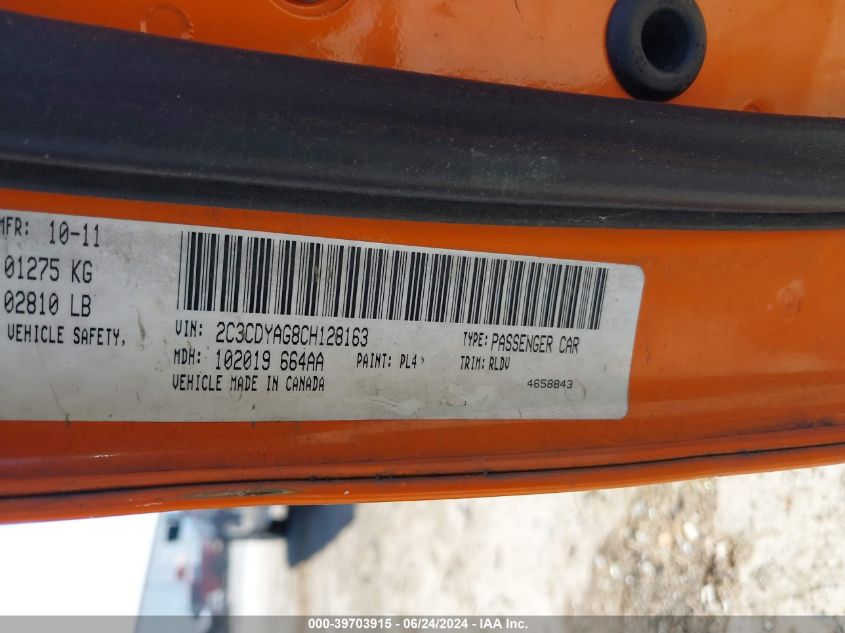 MFR: 10-11
01275 KG
02810 LB
VEHICLE SAFETY,
VIN: 2C3CDYAG8CH128163 TYPE: PASSENGER CAR
MDH: 102019 664AA PAINT: PL4 TRIM: RLDV
VEHICLE MADE IN CANADA 4658843
000-39703915 - 06/24/2024 - IAA Inc.